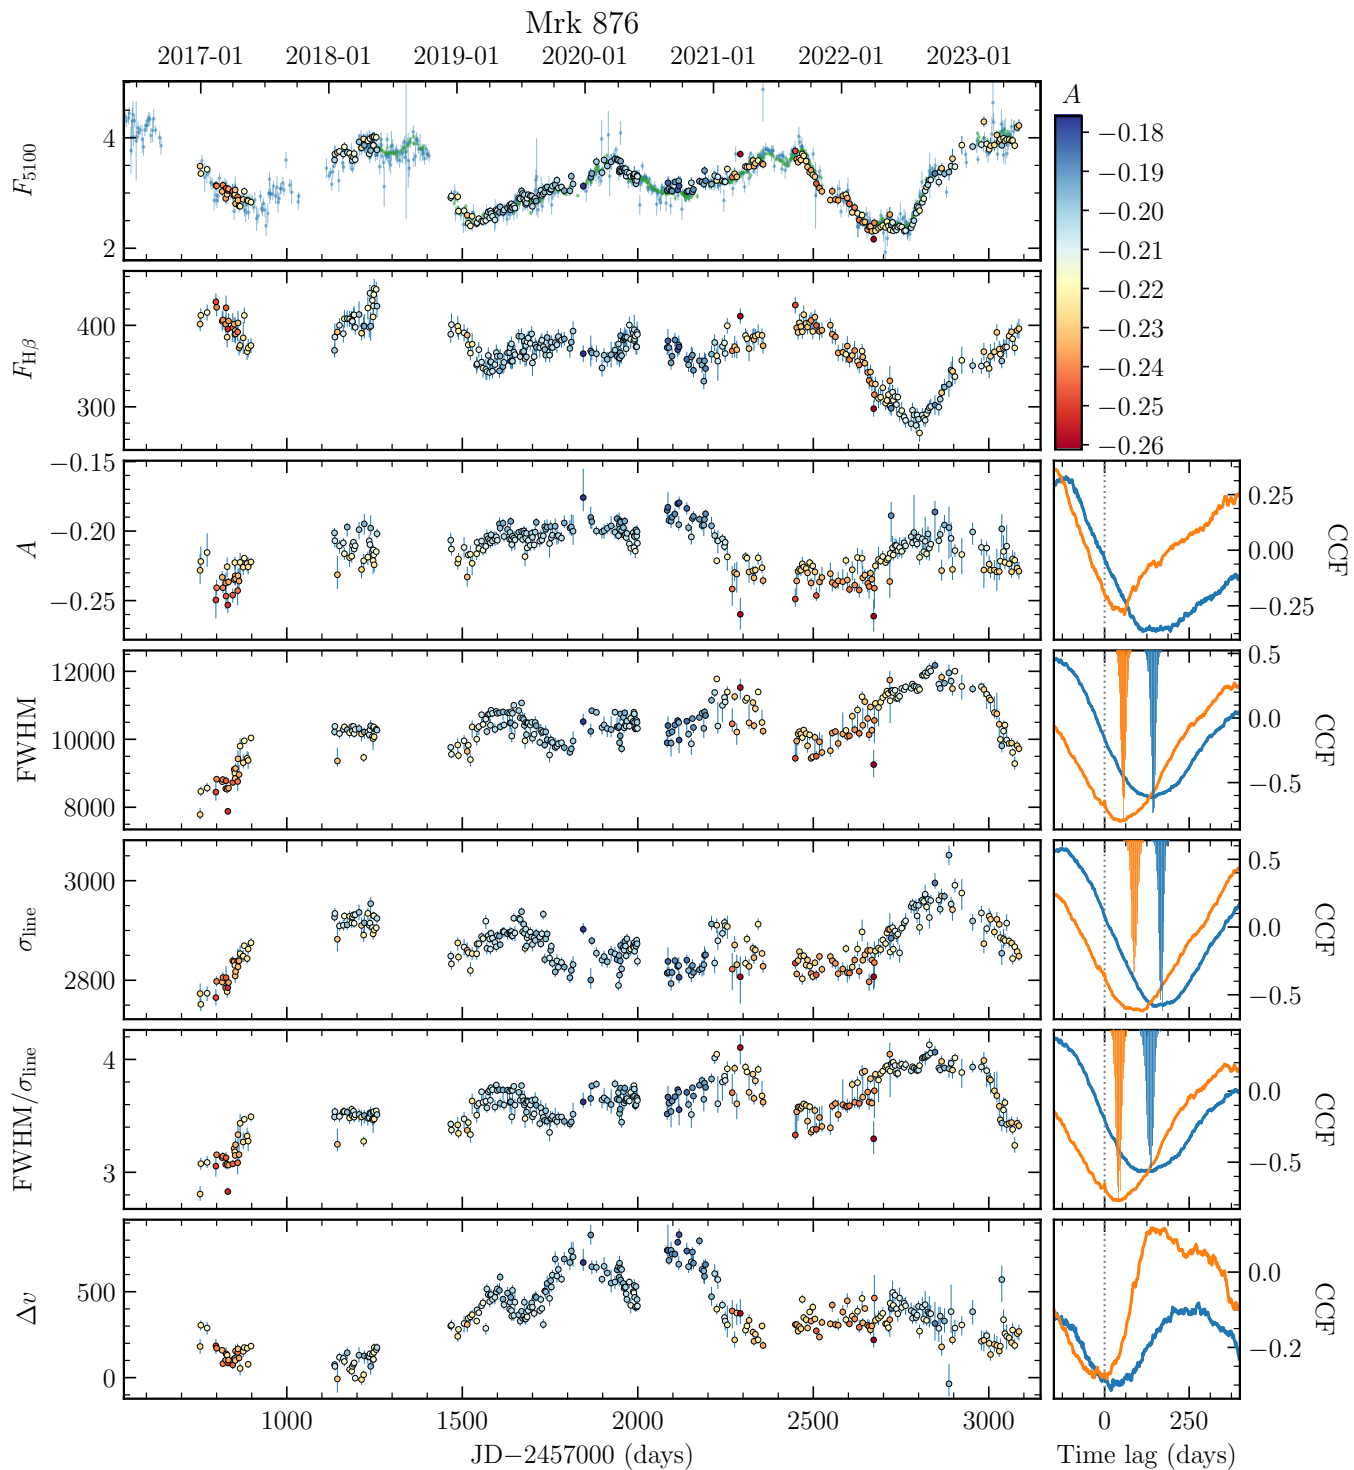 Mrk 876
2017-01 2018-01 2019-01 2020-01 2021-01 2022-01 2023-01
F5100
4
2
A
−0.18
−0.19
−0.20
−0.21
−0.22
−0.23
−0.24
−0.25
−0.26
FHβ
400
300
A
−0.15
−0.20
−0.25
0.25
0.00
−0.25
CCF
FWHM
12000
10000
8000
0.5
0.0
−0.5
CCF
σline
3000
2800
0.5
0.0
−0.5
CCF
FWHM/σline
4
3
0.0
−0.5
CCF
Δv
500
0
0.0
−0.2
CCF
1000 1500 2000 2500 3000
0 250
JD−2457000 (days)
Time lag (days)